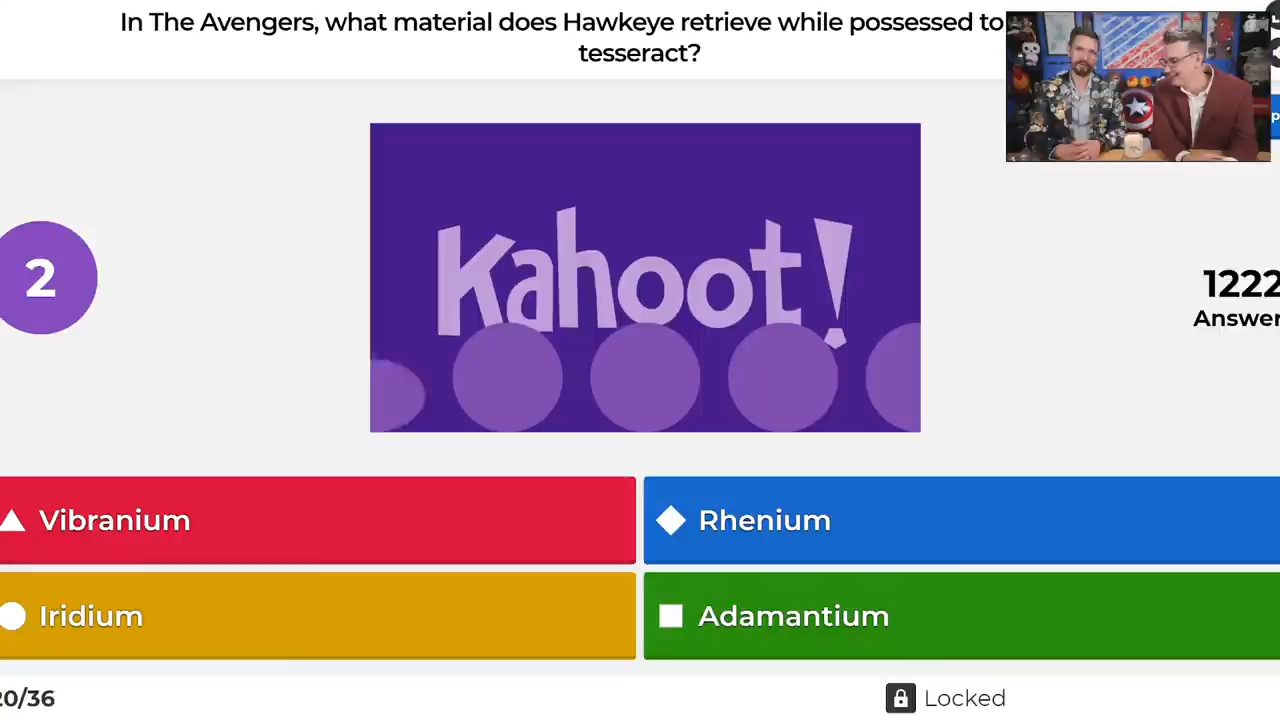 In The Avengers, what material does Hawkeye retrieve while possessed to
tesseract?
Kahoot!
2
1222
Answer
Vibranium
Rhenium
Iridium
Adamantium
20/36
Locked